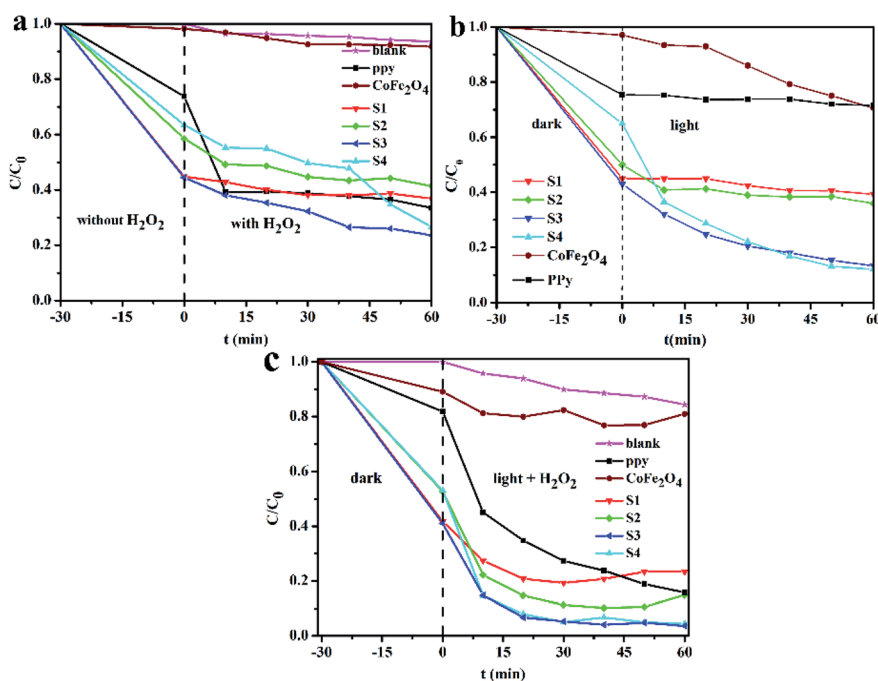 a
C/C0
1.0
0.8
0.6
0.4
0.2
0.0
blank
ppy
CoFe2O4
S1
S2
S3
S4
without H2O2
with H2O2
-30 -15 0 15 30 45 60
t (min)
b
C/C0
1.0
0.8
0.6
0.4
0.2
0.0
dark
light
S1
S2
S3
S4
CoFe2O4
PPy
-30 -15 0 15 30 45 60
t(min)
c
C/C0
1.0
0.8
0.6
0.4
0.2
0.0
dark
light + H2O2
blank
ppy
CoFe2O4
S1
S2
S3
S4
-30 -15 0 15 30 45 60
t (min)